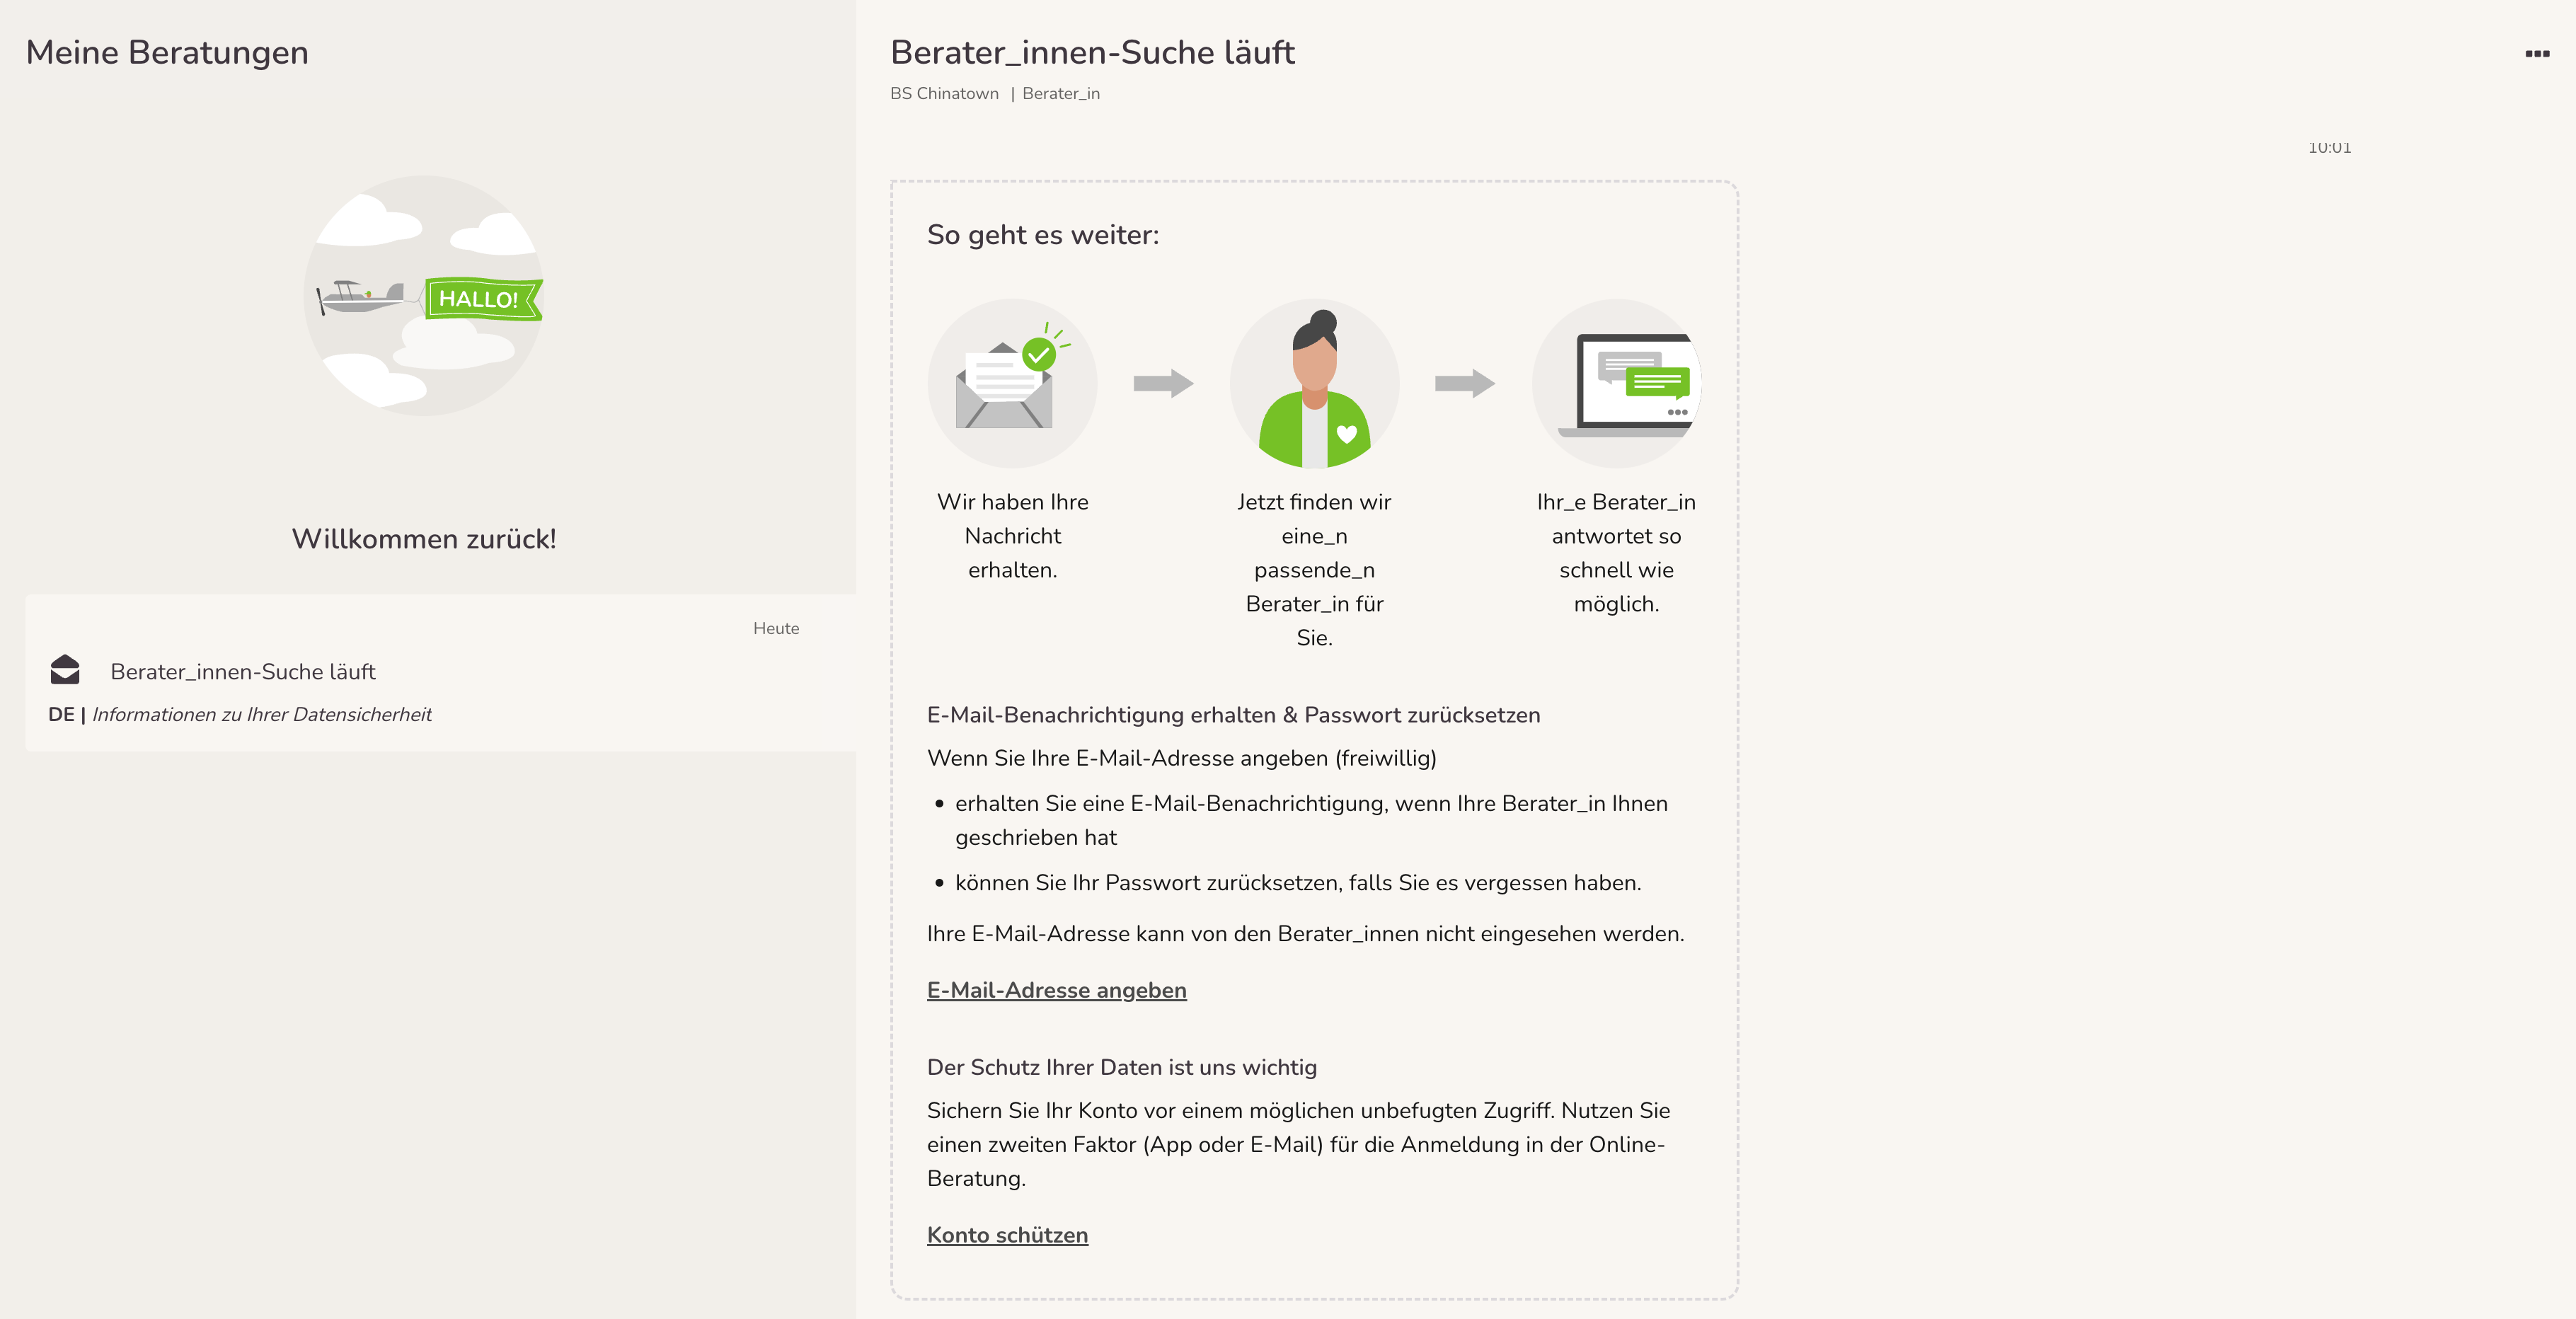 Meine Beratungen
HALLO!
Willkommen zurück!
Heute
Berater_innen-Suche läuft
DE | Informationen zu Ihrer Datensicherheit
Berater_innen-Suche läuft
BS Chinatown | Berater_in
10:01
So geht es weiter:
Wir haben Ihre
Nachricht
erhalten.
Jetzt finden wir
eine_n
passende_n
Berater_in für
Sie.
Ihr_e Berater_in
antwortet so
schnell wie
möglich.
E-Mail-Benachrichtigung erhalten & Passwort zurücksetzen
Wenn Sie Ihre E-Mail-Adresse angeben (freiwillig)
• erhalten Sie eine E-Mail-Benachrichtigung, wenn Ihre Berater_in Ihnen
geschrieben hat
• können Sie Ihr Passwort zurücksetzen, falls Sie es vergessen haben.
Ihre E-Mail-Adresse kann von den Berater_innen nicht eingesehen werden.
E-Mail-Adresse angeben
Der Schutz Ihrer Daten ist uns wichtig
Sichern Sie Ihr Konto vor einem möglichen unbefugten Zugriff. Nutzen Sie
einen zweiten Faktor (App oder E-Mail) für die Anmeldung in der Online-
Beratung.
Konto schützen